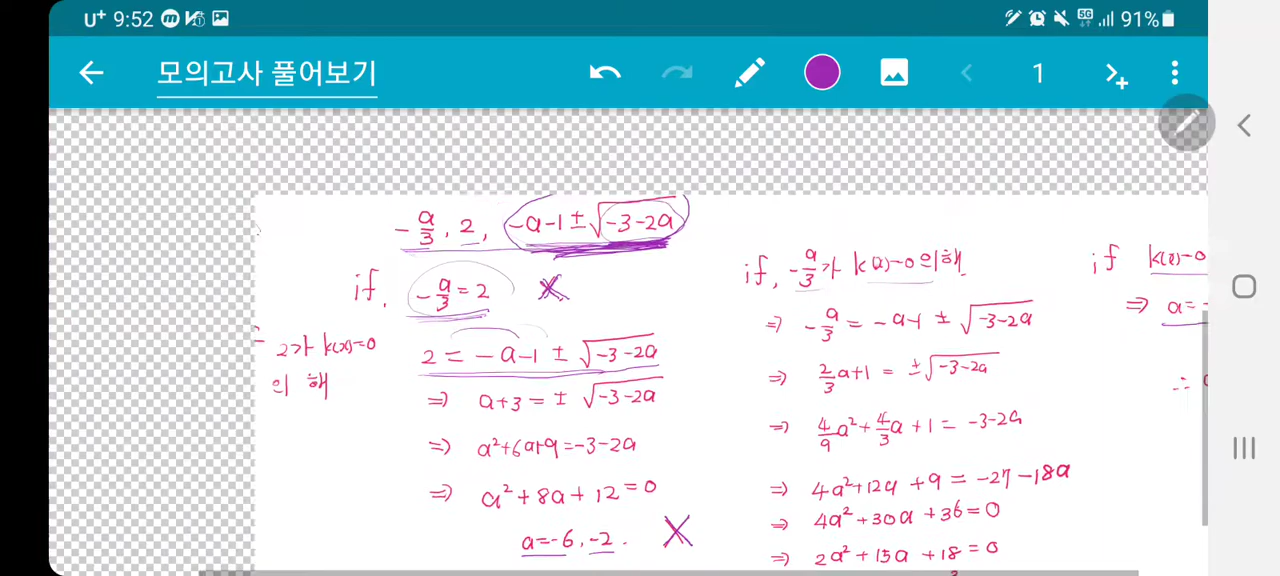 U+ 9:52 5G 91%
모의고사 풀어보기 1
-a/3, 2, -a-1 ± √(-3-2a)
if, -a/3 = 2 X
2가 k(x)=0
의 해
2 = -a-1 ± √(-3-2a)
⇒ a+3 = ± √(-3-2a)
⇒ a²+6a+9=-3-2a
⇒ a²+8a+12=0
a=-6, -2. X
if, -a/3가 k(x)=0의 해
⇒ -a/3 = -a-1 ± √(-3-2a)
⇒ 2/3a+1 = ±√(-3-2a)
⇒ 4/9a²+4/3a+1 = -3-2a
⇒ 4a²+12a+9 = -27-18a
⇒ 4a²+30a+36=0
⇒ 2a²+15a+18=0
if k(x)=0
⇒ a=-
∴